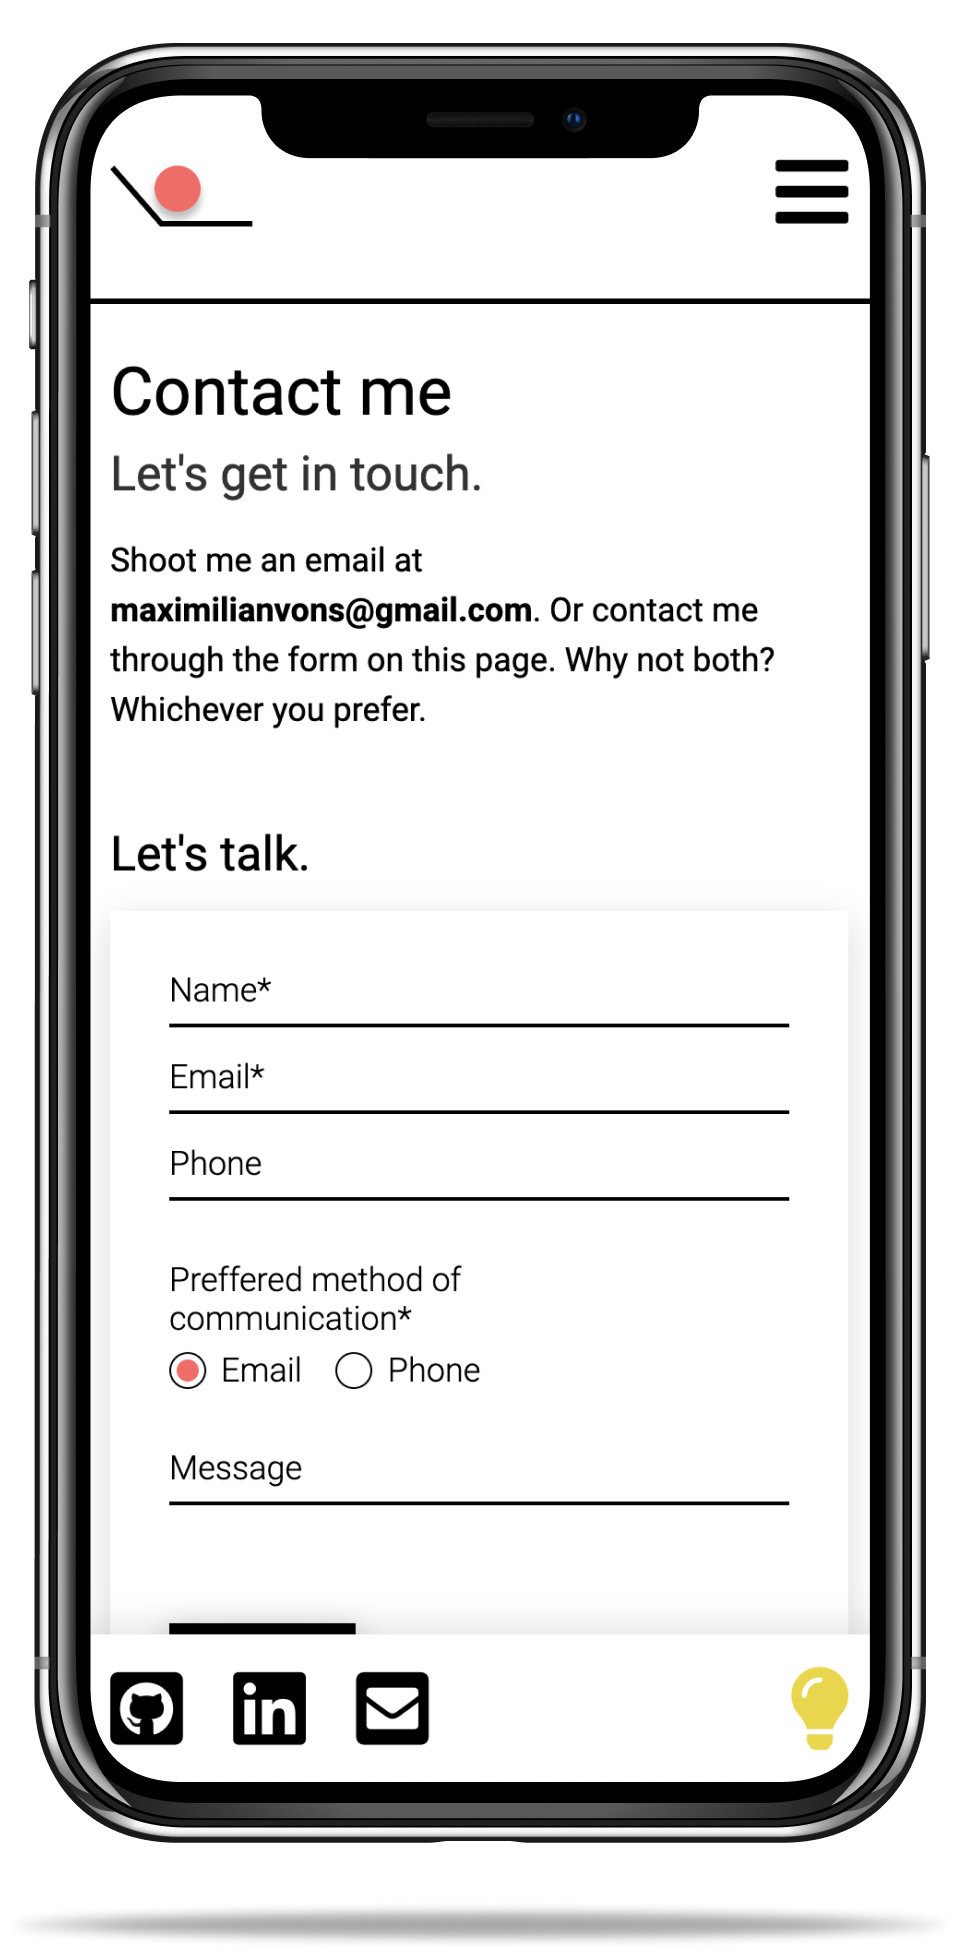 Contact me
Let's get in touch.
Shoot me an email at
maximilianvons@gmail.com. Or contact me
through the form on this page. Why not both?
Whichever you prefer.
Let's talk.
Name*
Email*
Phone
Preffered method of
communication*
Email Phone
Message
in